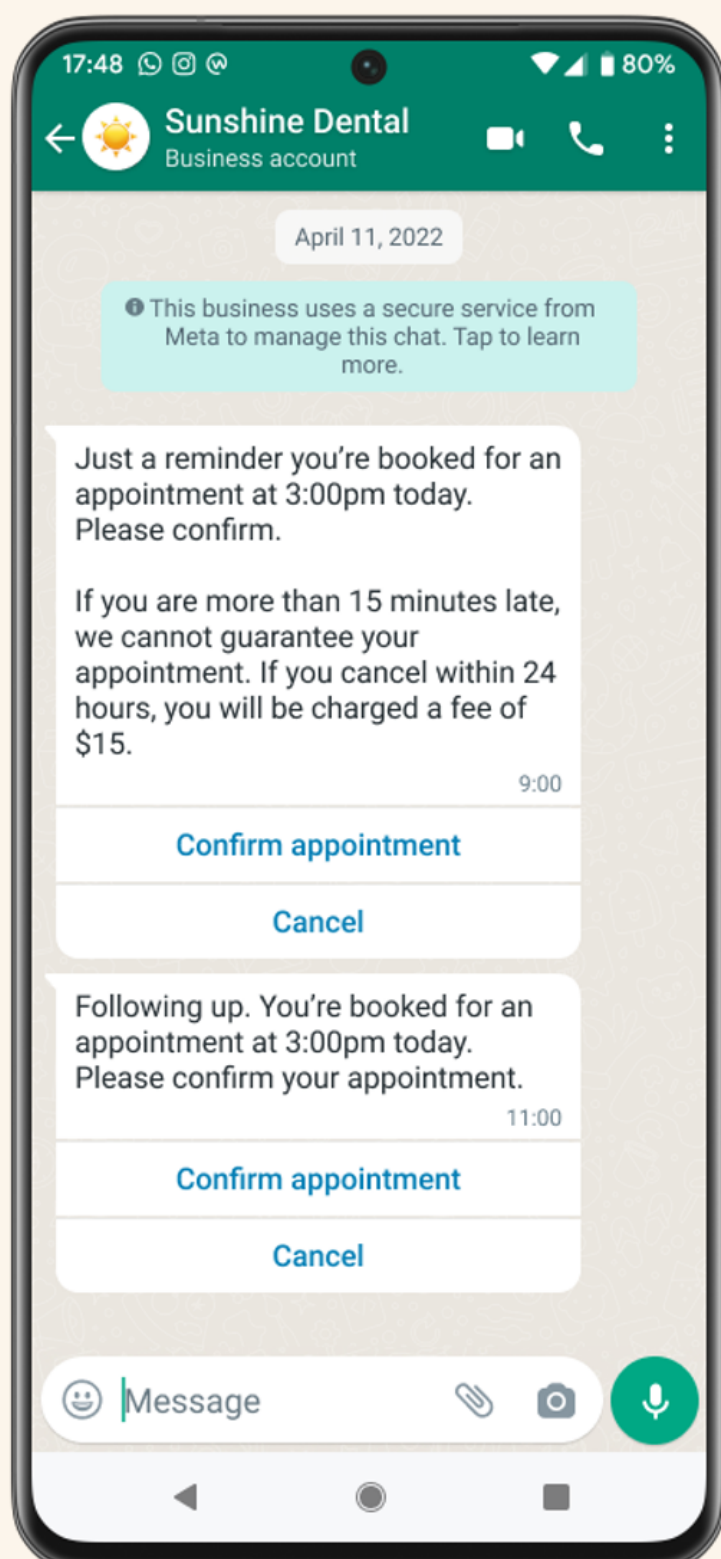 17:48 80%
Sunshine Dental
Business account
April 11, 2022
This business uses a secure service from
Meta to manage this chat. Tap to learn
more.
Just a reminder you’re booked for an
appointment at 3:00pm today.
Please confirm.
If you are more than 15 minutes late,
we cannot guarantee your
appointment. If you cancel within 24
hours, you will be charged a fee of
$15.
9:00
Confirm appointment
Cancel
Following up. You’re booked for an
appointment at 3:00pm today.
Please confirm your appointment.
11:00
Confirm appointment
Cancel
Message